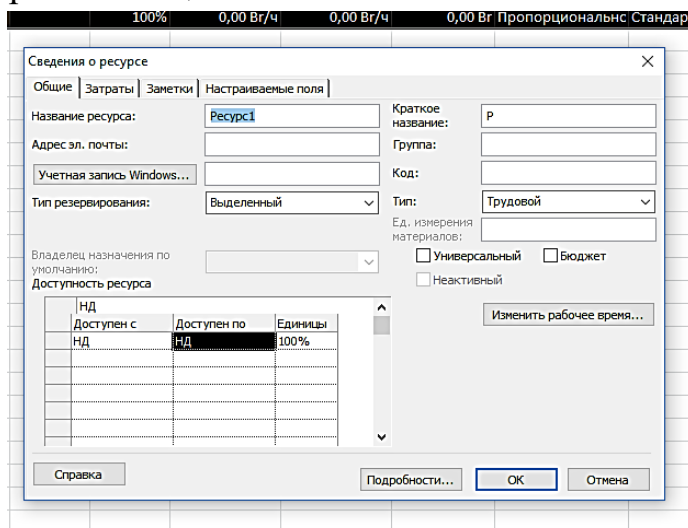 100% 0,00 Br/ч 0,00 Br/ч 0,00 Br Пропорциональнс Стандар
Сведения о ресурсе
Общие Затраты Заметки Настраиваемые поля
Название ресурса: Ресурс1 Краткое название: Р
Адрес эл. почты: Группа:
Учетная запись Windows... Код:
Тип резервирования: Выделенный Тип: Трудовой
Ед. измерения материалов:
Владелец назначения по умолчанию: Универсальный Бюджет
Неактивный
Доступность ресурса
НД Изменить рабочее время...
Доступен с Доступен по Единицы
НД НД 100%
Справка Подробности... ОК Отмена